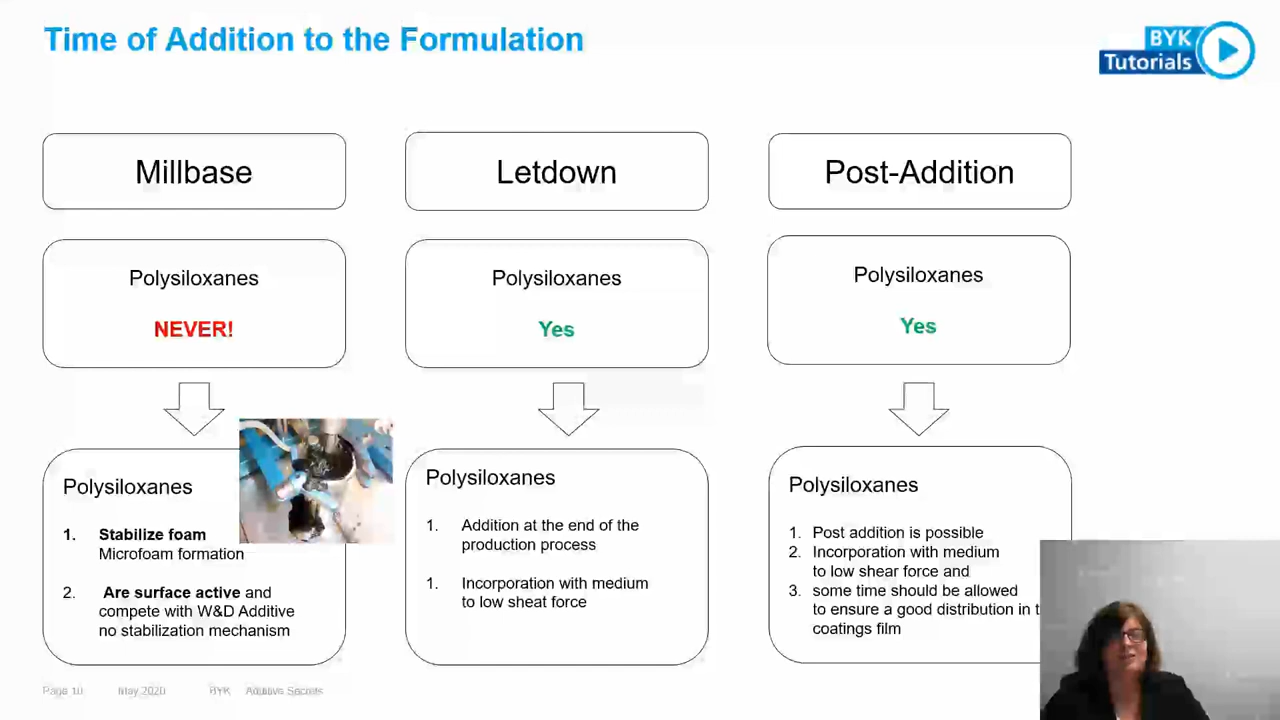 Time of Addition to the Formulation
BYK
Tutorials
Millbase
Polysiloxanes
NEVER!
Polysiloxanes
1. Stabilize foam
Microfoam formation
2. Are surface active and
compete with W&D Additive
no stabilization mechanism
Letdown
Polysiloxanes
Yes
Polysiloxanes
1. Addition at the end of the
production process
1. Incorporation with medium
to low sheat force
Post-Addition
Polysiloxanes
Yes
Polysiloxanes
1. Post addition is possible
2. Incorporation with medium
to low shear force and
3. some time should be allowed
to ensure a good distribution in
coatings film
Page 10 May 2020 BYK Additive Secrets